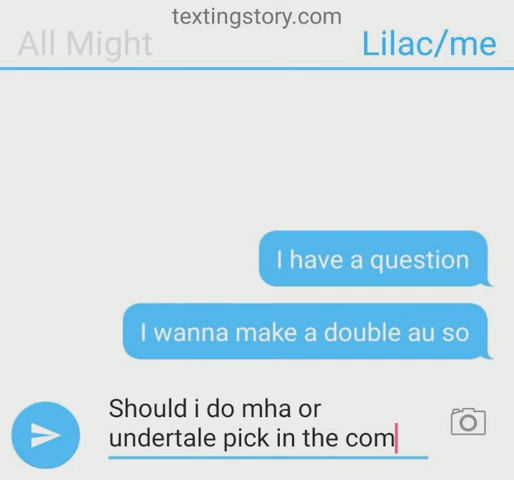 textingstory.com
All Might Lilac/me
I have a question
I wanna make a double au so
Should i do mha or
undertale pick in the com